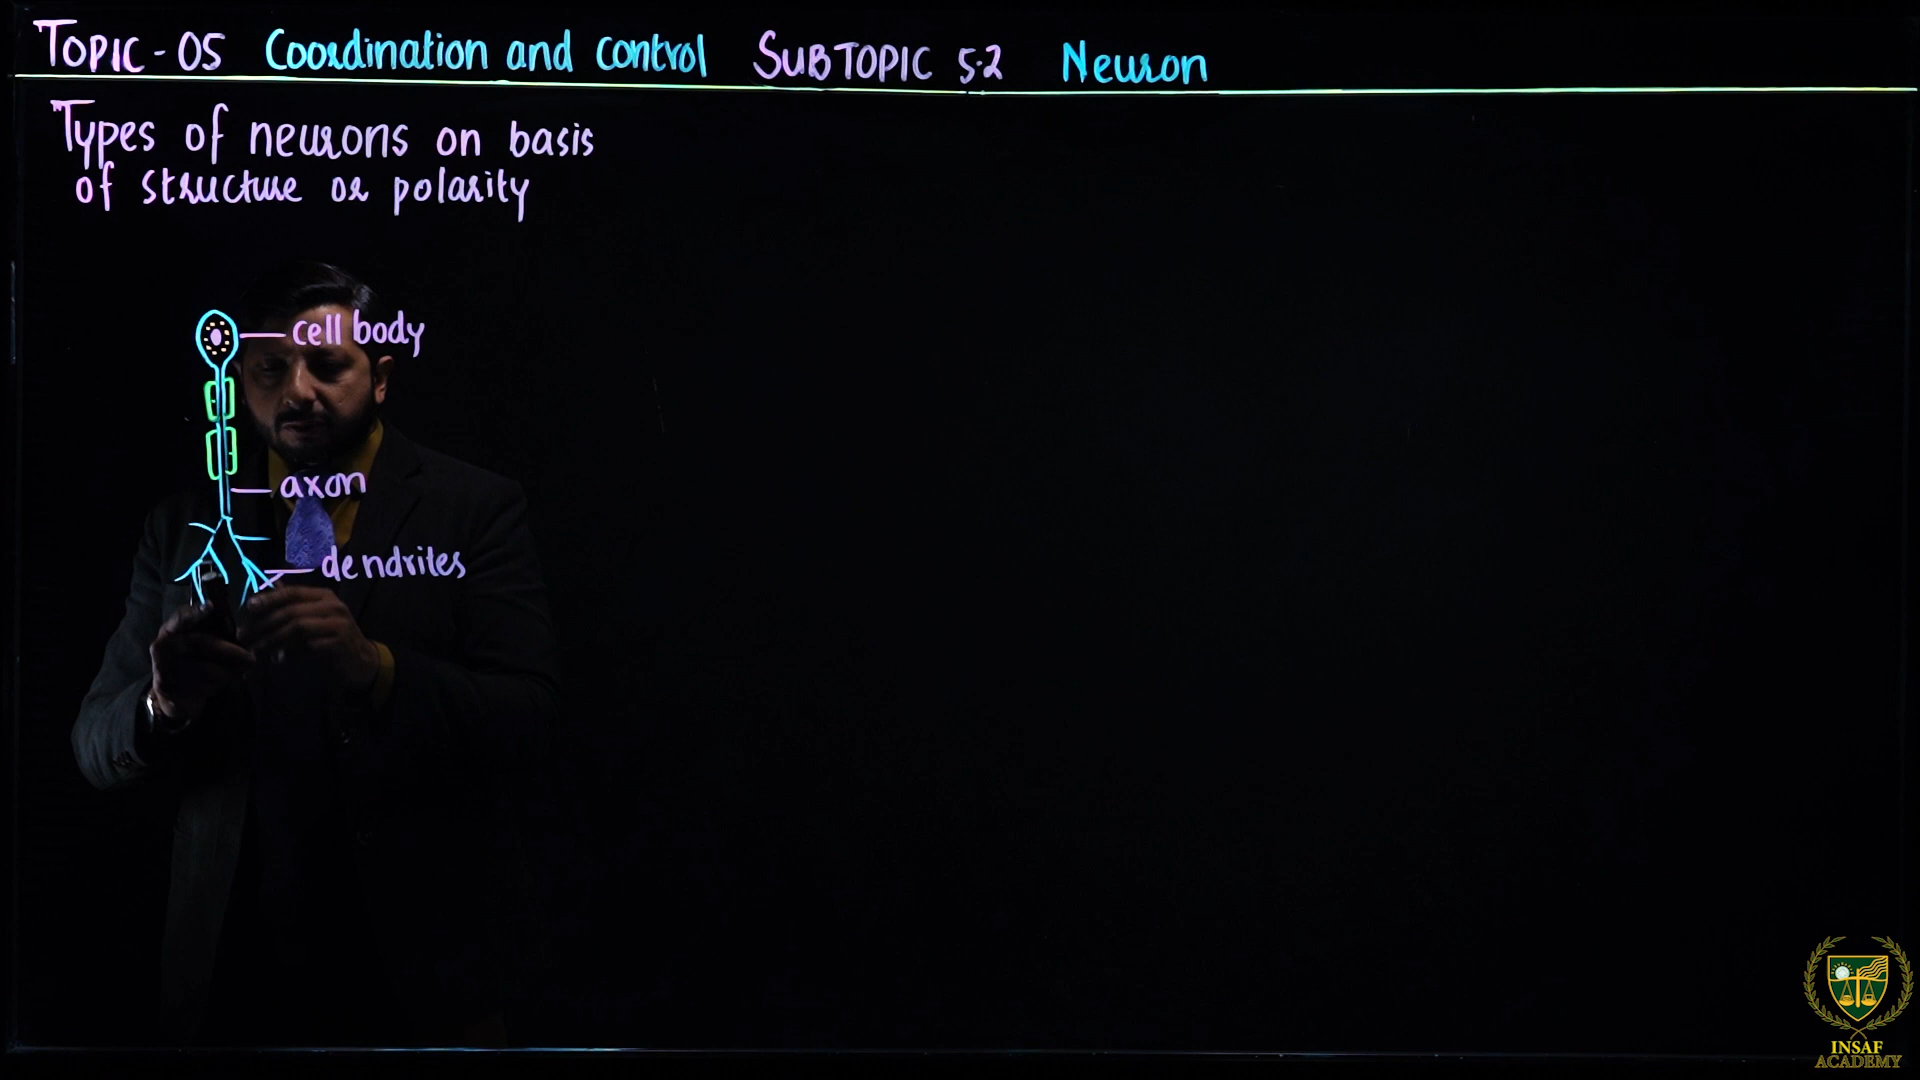 TOPIC - 05 Coordination and control SUBTOPIC 5.2 Neuron
Types of neurons on basis
of structure or polarity
cell body
axon
dendrites
INSAF
ACADEMY